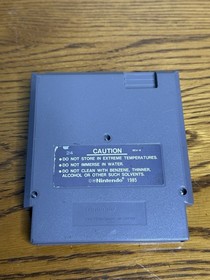 CAUTION
•DO NOT STORE IN EXTREME TEMPERATURES.
•DO NOT IMMERSE IN WATER.
•DO NOT CLEAN WITH BENZENE, THINNER,
ALCOHOL OR OTHER SUCH SOLVENTS.
©Nintendo® 1985